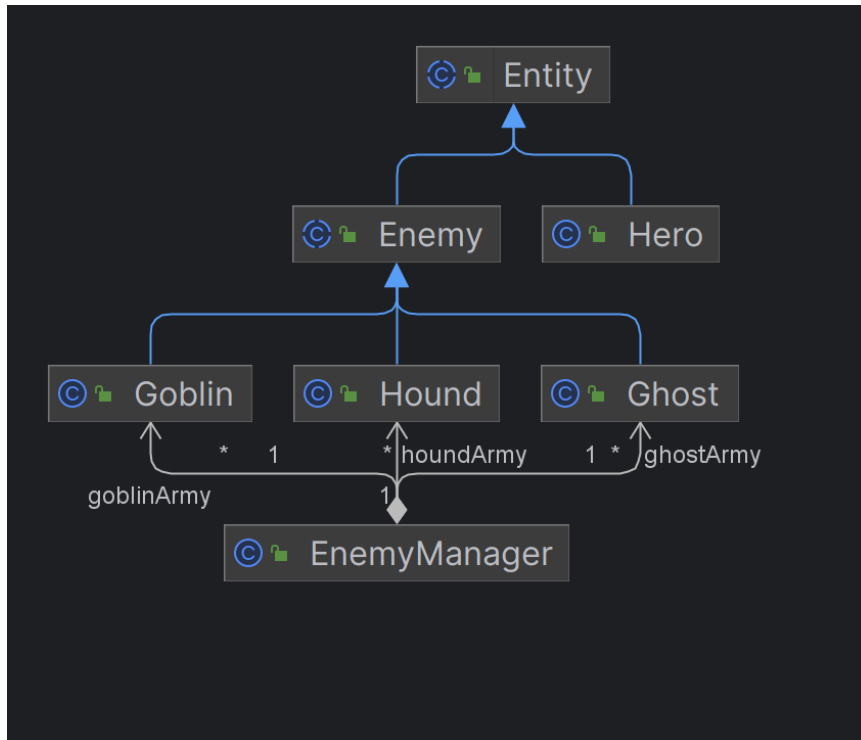 Entity
Enemy
Hero
Goblin
Hound
Ghost
* 1 * houndArmy 1 * ghostArmy
goblinArmy 1
EnemyManager